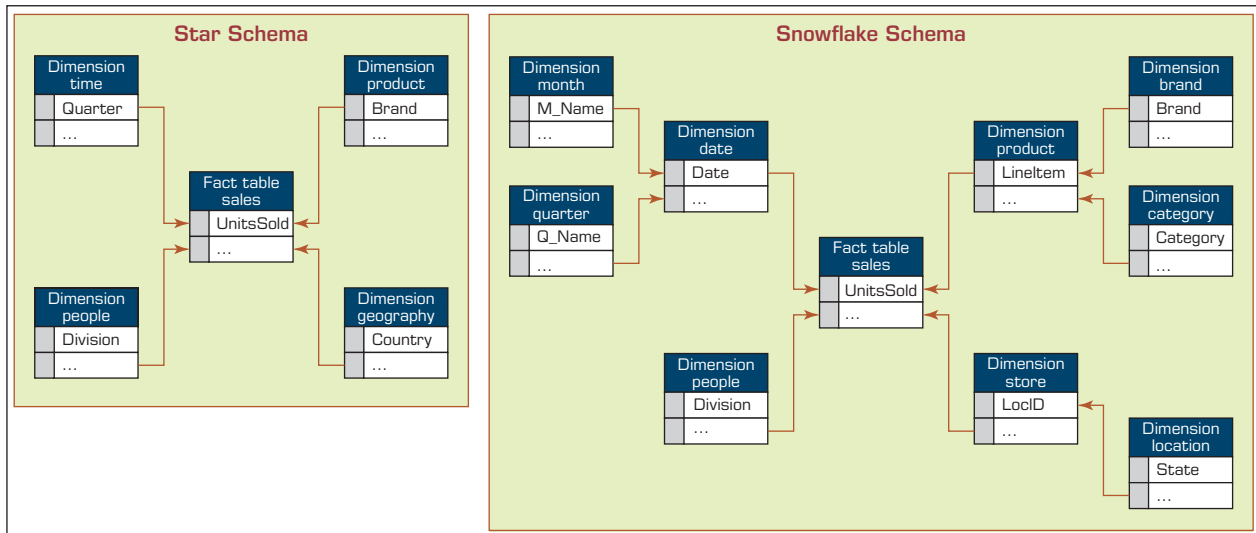 Star Schema
Dimension
time
Quarter
...
Dimension
product
Brand
...
Fact table
sales
UnitsSold
...
Dimension
people
Division
...
Dimension
geography
Country
...
Snowflake Schema
Dimension
month
M_Name
...
Dimension
quarter
Q_Name
...
Dimension
date
Date
...
Dimension
product
LineItem
...
Dimension
brand
Brand
...
Dimension
category
Category
...
Fact table
sales
UnitsSold
...
Dimension
people
Division
...
Dimension
store
LocID
...
Dimension
location
State
...